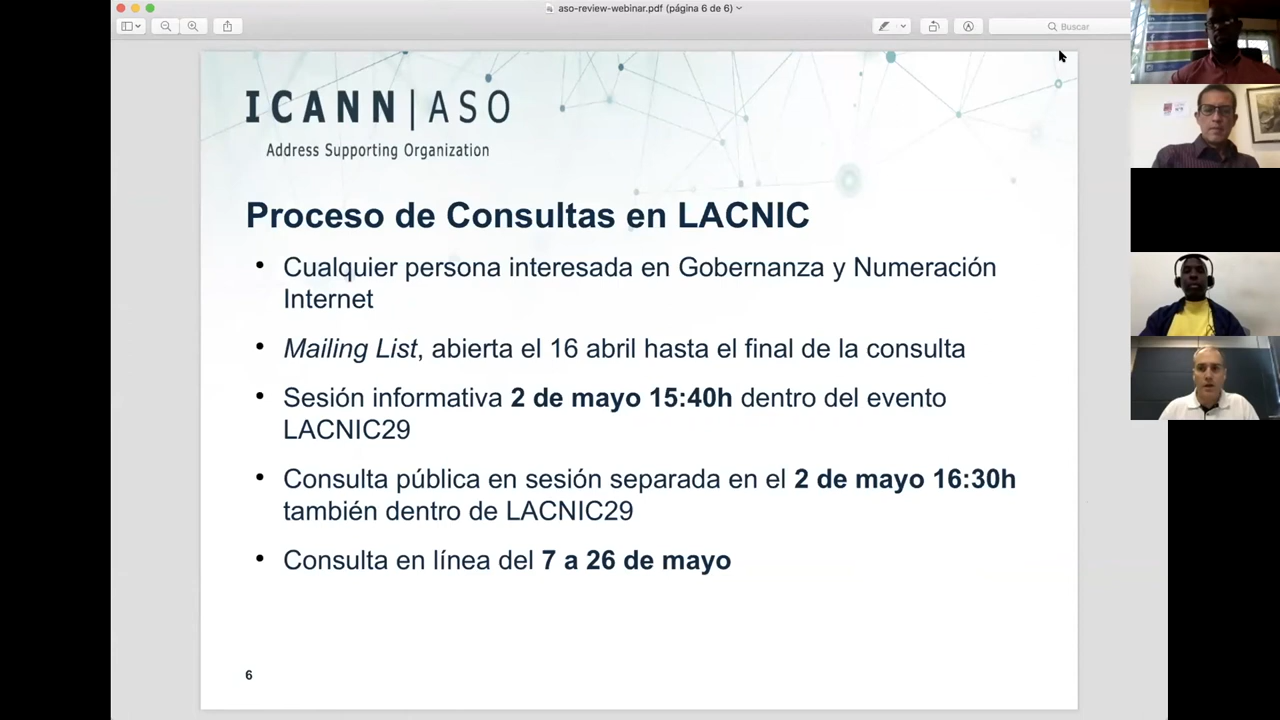 aso-review-webinar.pdf (página 6 de 6)
Buscar
ICANN|ASO
Address Supporting Organization
Proceso de Consultas en LACNIC
• Cualquier persona interesada en Gobernanza y Numeración
Internet
• Mailing List, abierta el 16 abril hasta el final de la consulta
• Sesión informativa 2 de mayo 15:40h dentro del evento
LACNIC29
• Consulta pública en sesión separada en el 2 de mayo 16:30h
también dentro de LACNIC29
• Consulta en línea del 7 a 26 de mayo
6